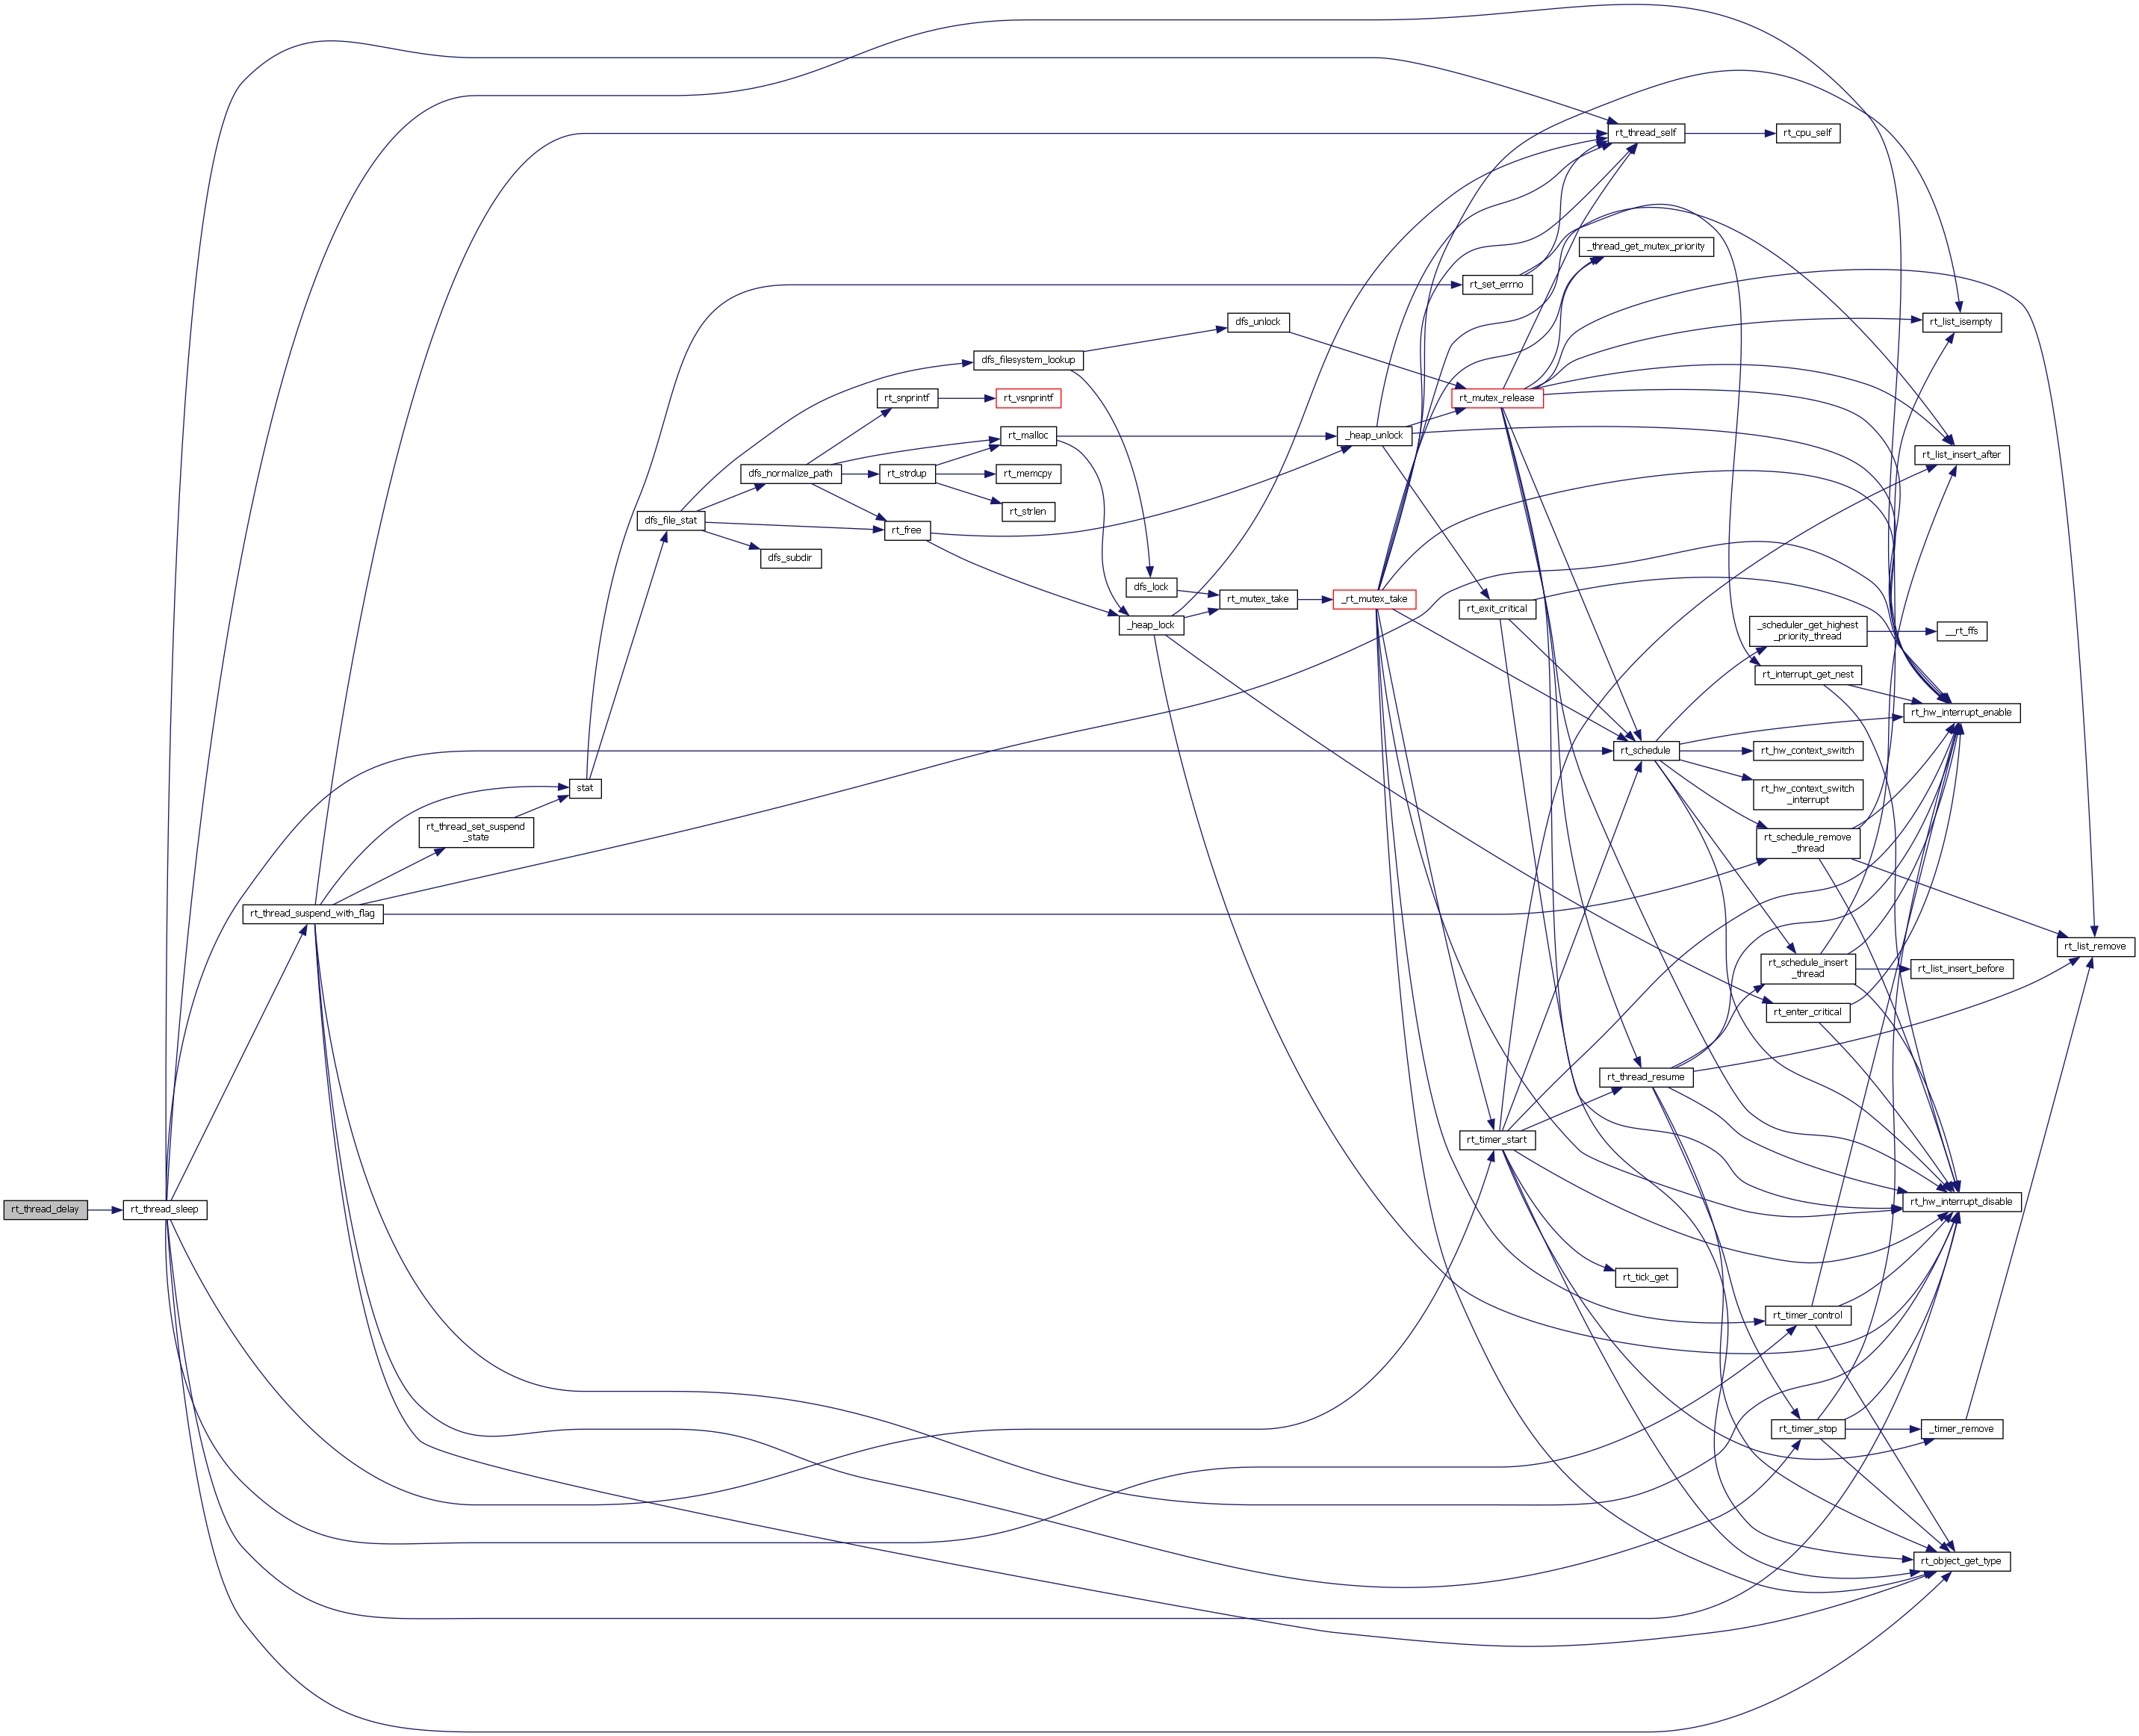 rt_thread_delay
rt_thread_sleep
rt_thread_suspend_with_flag
rt_thread_set_suspend
_state
stat
dfs_file_stat
dfs_normalize_path
dfs_subdir
rt_snprintf
rt_strdup
rt_free
dfs_filesystem_lookup
rt_vsnprintf
rt_malloc
rt_memcpy
rt_strlen
dfs_lock
_heap_lock
dfs_unlock
rt_mutex_take
_heap_unlock
_rt_mutex_take
rt_set_errno
rt_mutex_release
rt_exit_critical
rt_timer_start
rt_thread_self
_thread_get_mutex_priority
rt_schedule
rt_thread_resume
rt_tick_get
rt_cpu_self
_scheduler_get_highest
_priority_thread
rt_interrupt_get_nest
rt_hw_context_switch
rt_hw_context_switch
_interrupt
rt_schedule_remove
_thread
rt_schedule_insert
_thread
rt_enter_critical
rt_timer_control
rt_timer_stop
rt_list_isempty
rt_list_insert_after
__rt_ffs
rt_hw_interrupt_enable
rt_list_insert_before
rt_hw_interrupt_disable
_timer_remove
rt_object_get_type
rt_list_remove